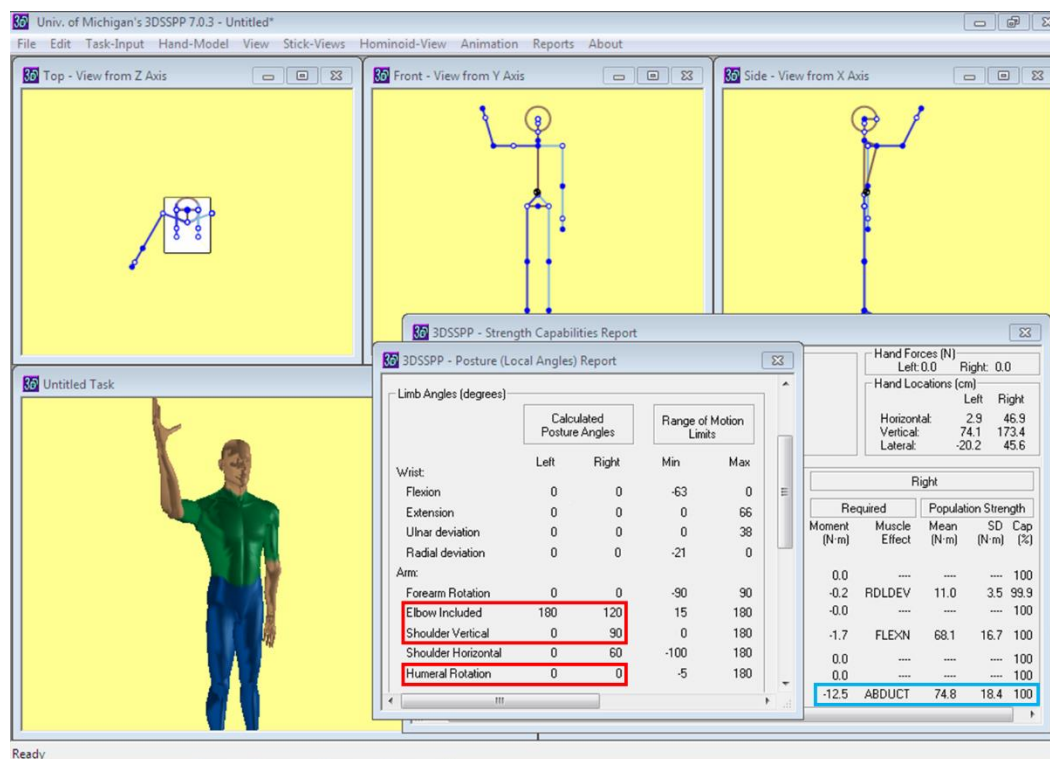 Univ. of Michigan's 3DSSPP 7.0.3 - Untitled*
File Edit Task-Input Hand-Model View Stick-Views Hominoid-View Animation Reports About
Top - View from Z Axis
Front - View from Y Axis
Side - View from X Axis
Untitled Task
3DSSPP - Strength Capabilities Report
3DSSPP - Posture (Local Angles) Report
Limb Angles (degrees)
Calculated Posture Angles
Range of Motion Limits
Left Right Min Max
Wrist:
Flexion 0 0 -63 0
Extension 0 0 0 66
Ulnar deviation 0 0 0 38
Radial deviation 0 0 -21 0
Arm:
Forearm Rotation 0 0 -90 90
Elbow Included 180 120 15 180
Shoulder Vertical 0 90 0 180
Shoulder Horizontal 0 60 -100 180
Humeral Rotation 0 0 -5 180
Hand Forces (N)
Left: 0.0 Right: 0.0
Hand Locations (cm)
Left Right
Horizontal: 2.9 46.9
Vertical: 74.1 173.4
Lateral: -20.2 45.6
Right
Required Population Strength
Moment Muscle Mean SD Cap
(N·m) Effect (N·m) (N·m) (%)
0.0 ---- ---- ---- 100
-0.2 RDLDEV 11.0 3.5 99.9
-0.0 ---- ---- ---- 100
-1.7 FLEXN 68.1 16.7 100
0.0 ---- ---- ---- 100
0.0 ---- ---- ---- 100
-12.5 ABDUCT 74.8 18.4 100
Ready